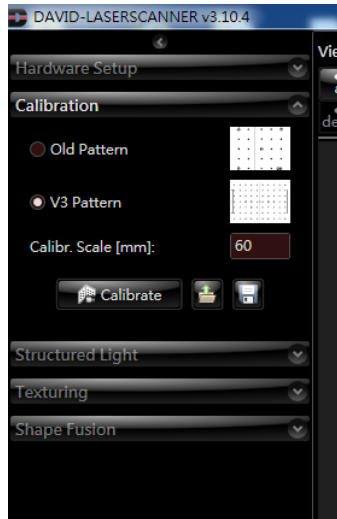 DAVID-LASERSCANNER v3.10.4
Hardware Setup
Calibration
Old Pattern
V3 Pattern
Calibr. Scale [mm]: 60
Calibrate
Structured Light
Texturing
Shape Fusion